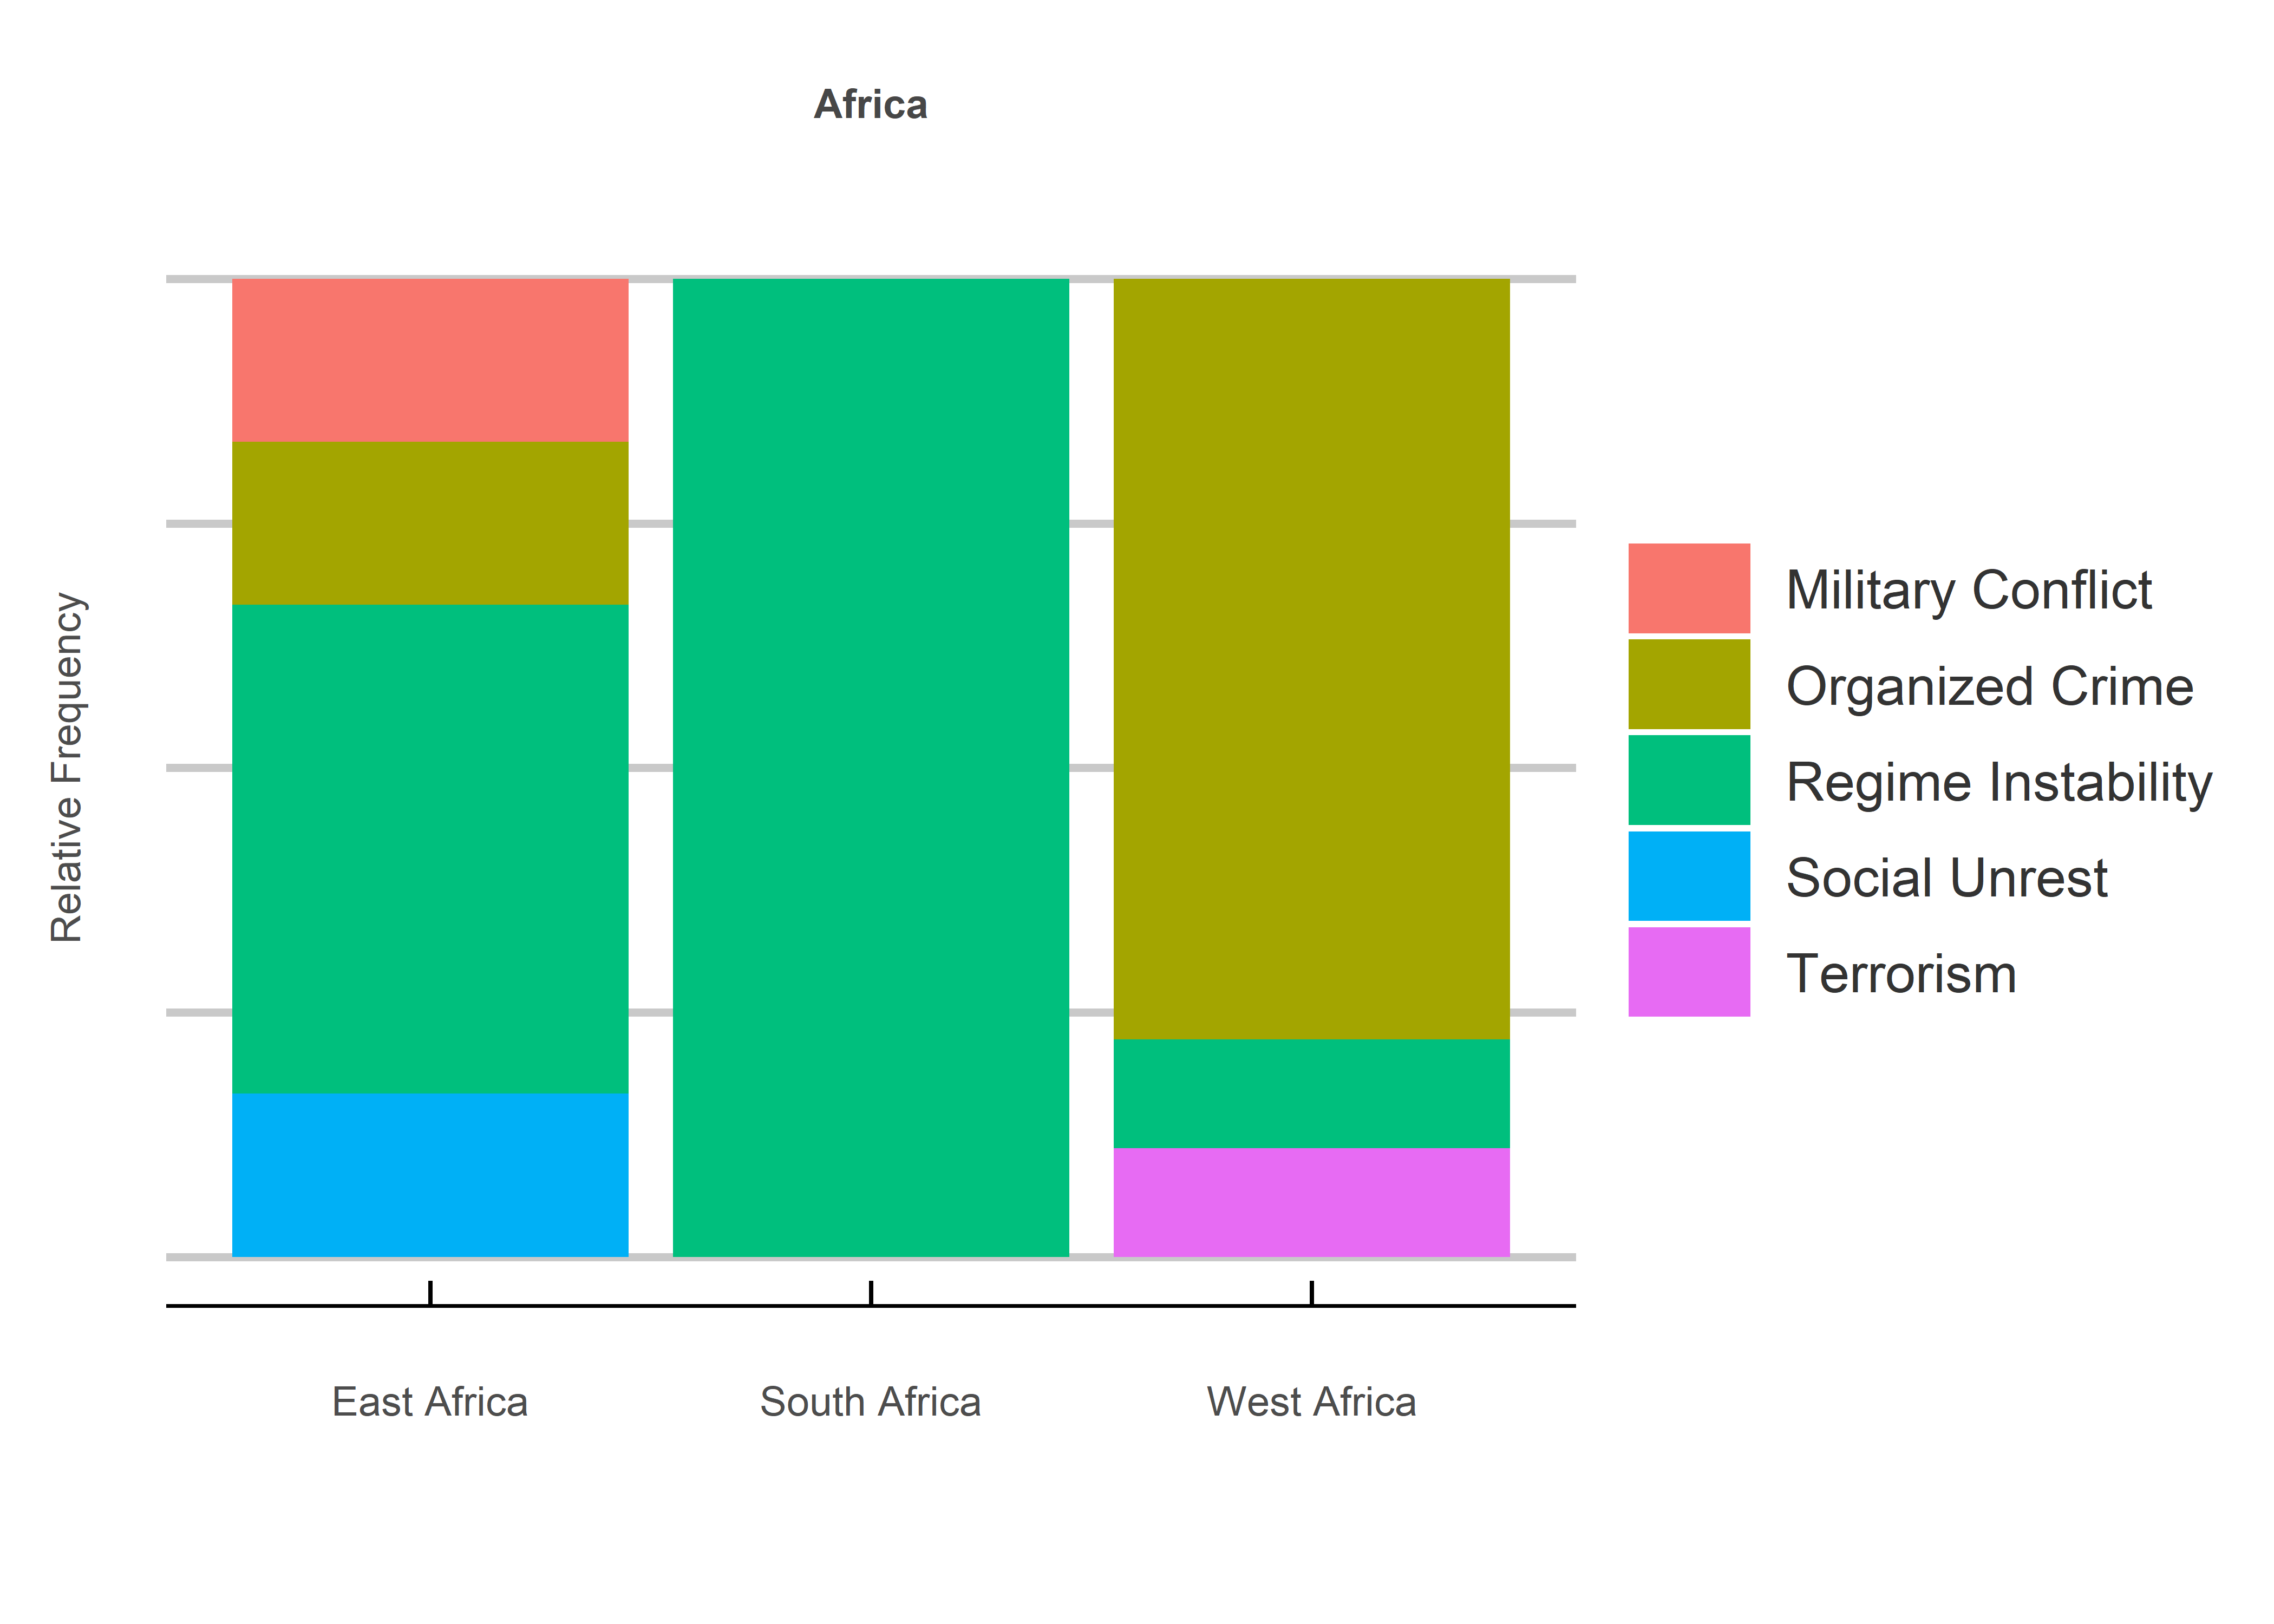 Africa
Relative Frequency
Military Conflict
Organized Crime
Regime Instability
Social Unrest
Terrorism
East Africa
South Africa
West Africa